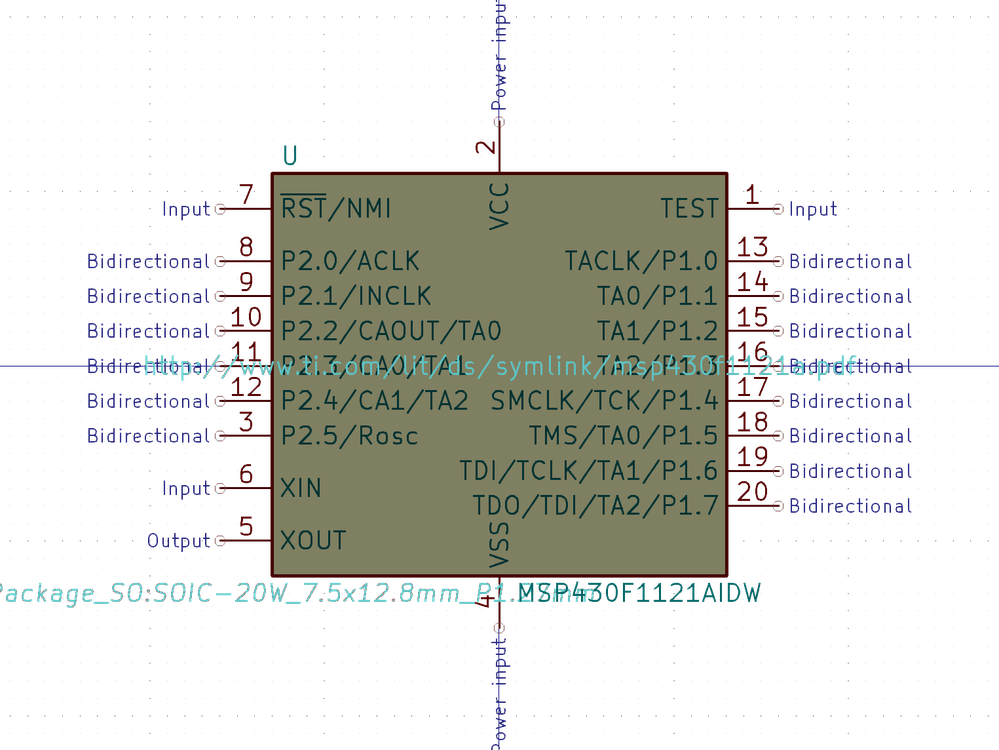 Power input
2
U
VCC
7 R̅S̅T̅/NMI
Input
TEST 1
Input
8 P2.0/ACLK
Bidirectional
TACLK/P1.0 13
Bidirectional
9 P2.1/INCLK
Bidirectional
TA0/P1.1 14
Bidirectional
10 P2.2/CAOUT/TA0
Bidirectional
TA1/P1.2 15
Bidirectional
11 P2.3/CA0/TA1
Bidirectional
TA2/P1.3 16
Bidirectional
http://www.ti.com/lit/ds/symlink/msp430f1121a.pdf
12 P2.4/CA1/TA2
Bidirectional
SMCLK/TCK/P1.4 17
Bidirectional
3 P2.5/Rosc
Bidirectional
TMS/TA0/P1.5 18
Bidirectional
TDI/TCLK/TA1/P1.6 19
Bidirectional
6 XIN
Input
TDO/TDI/TA2/P1.7 20
Bidirectional
5 XOUT
Output
VSS
Package_SO:SOIC-20W_7.5x12.8mm_P1.27mm
MSP430F1121AIDW
4
Power input